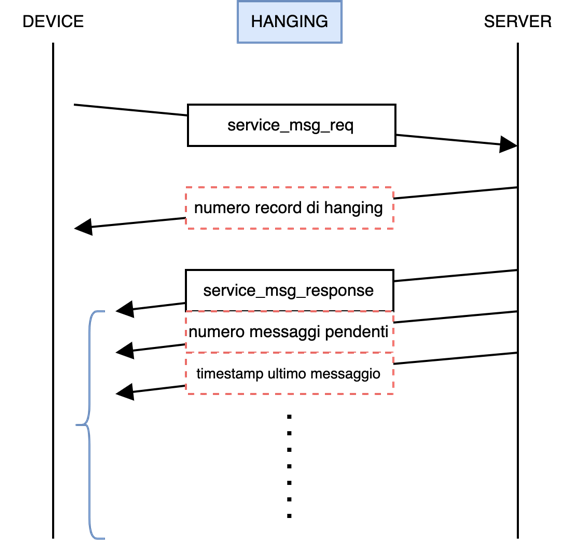 DEVICE
HANGING
SERVER
service_msg_req
numero record di hanging
service_msg_response
numero messaggi pendenti
timestamp ultimo messaggio